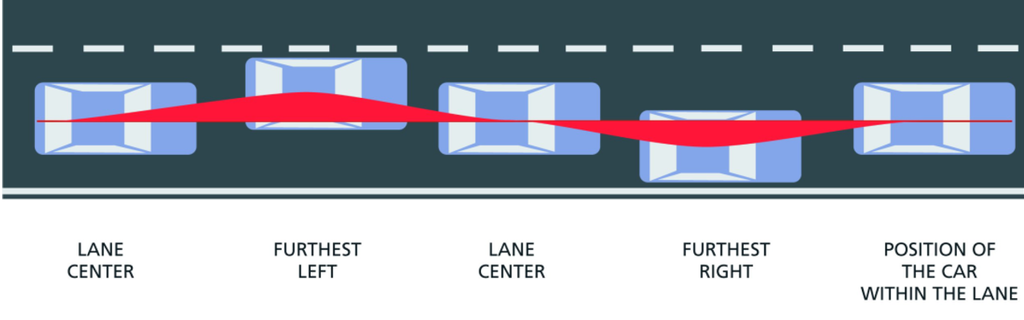 LANE
CENTER
FURTHEST
LEFT
LANE
CENTER
FURTHEST
RIGHT
POSITION OF
THE CAR
WITHIN THE LANE